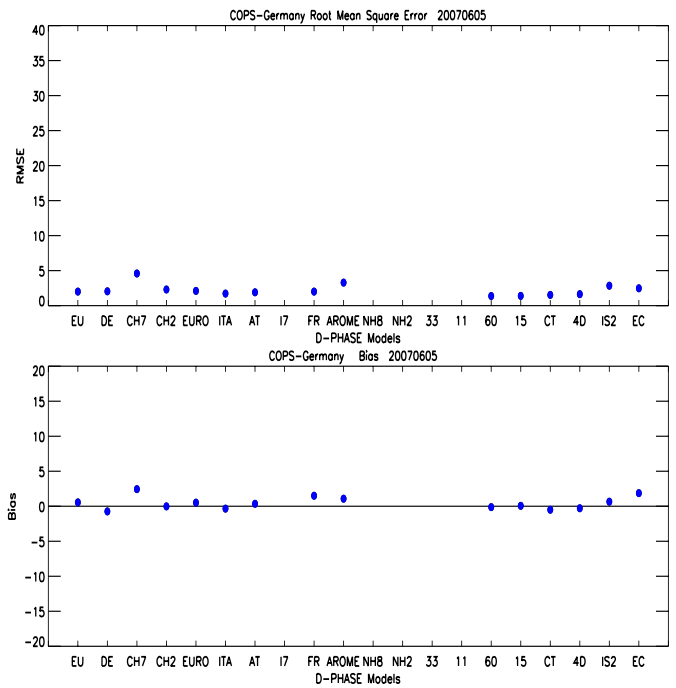 COPS-Germany Root Mean Square Error 20070605
40
35
30
25
20
15
10
5
0
RMSE
EU DE CH7 CH2 EURO ITA AT I7 FR AROME NH8 NH2 33 11 60 15 CT 4D IS2 EC
D-PHASE Models
COPS-Germany Bias 20070605
20
15
10
5
0
-5
-10
-15
-20
Bias
EU DE CH7 CH2 EURO ITA AT I7 FR AROME NH8 NH2 33 11 60 15 CT 4D IS2 EC
D-PHASE Models